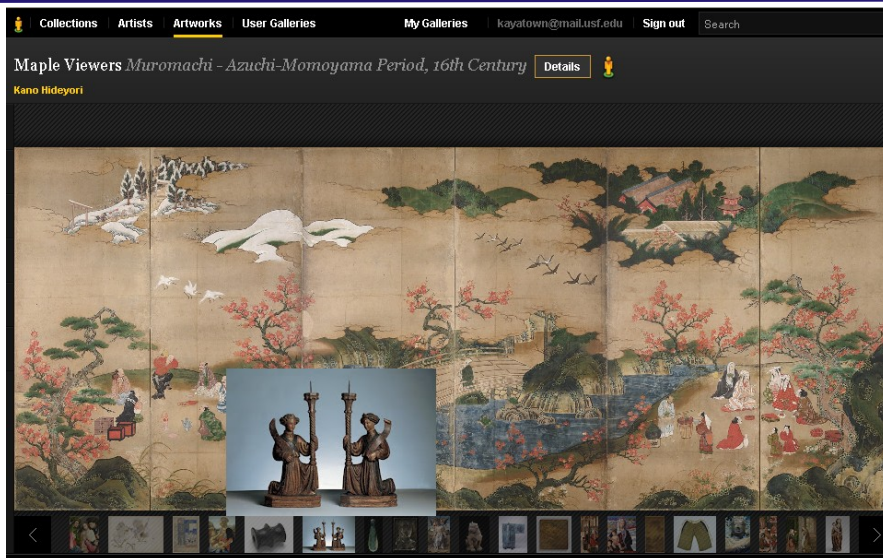 Collections Artists Artworks User Galleries My Galleries kayatown@mail.usf.edu Sign out Search
Maple Viewers Muromachi - Azuchi-Momoyama Period, 16th Century Details
Kano Hideyori